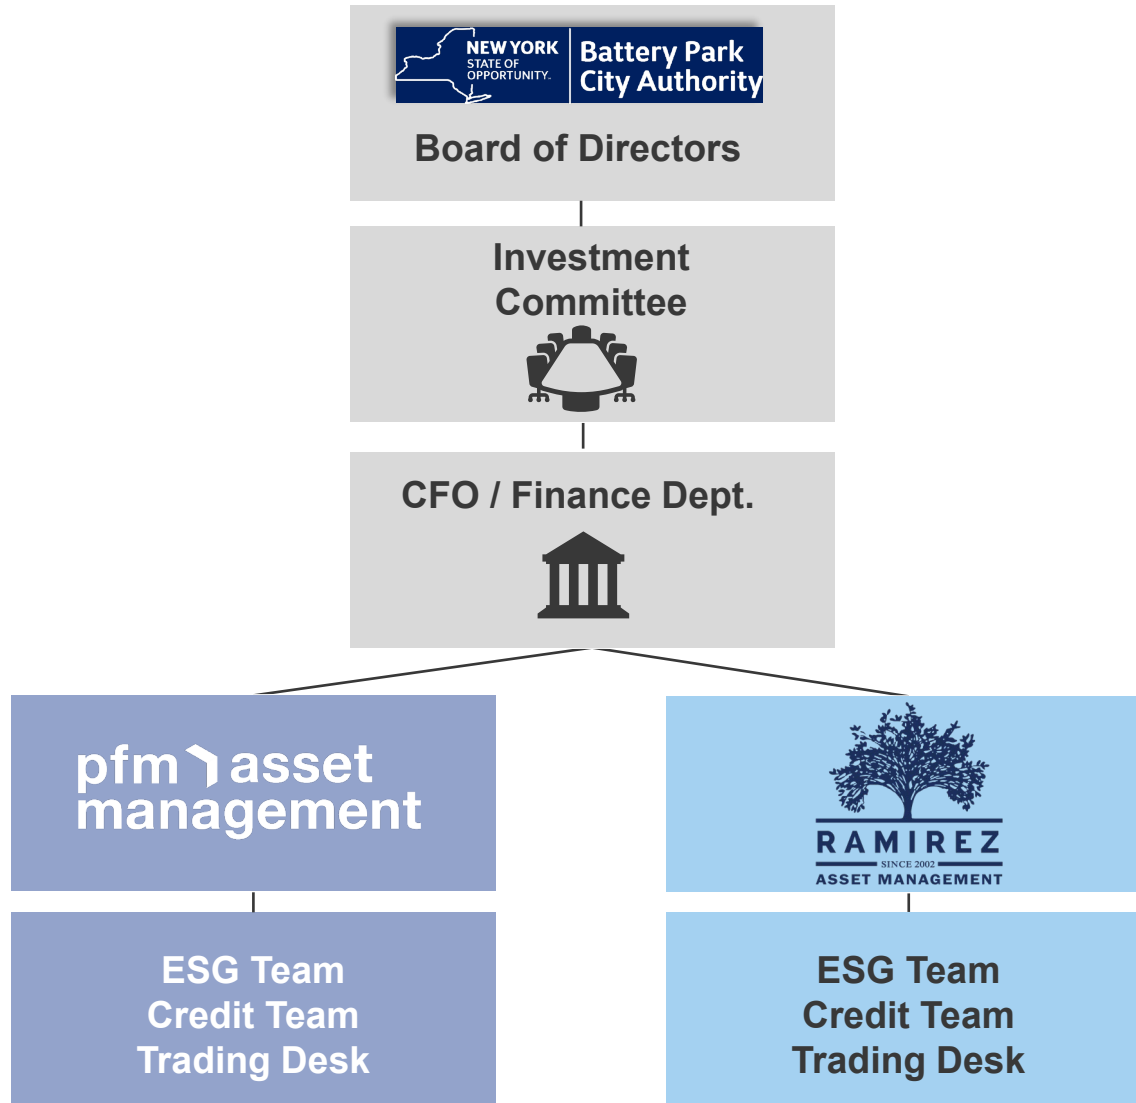 NEW YORK
STATE OF
OPPORTUNITY.
Battery Park
City Authority
Board of Directors
Investment
Committee
CFO / Finance Dept.
pfm asset
management
RAMIREZ
SINCE 2002
ASSET MANAGEMENT
ESG Team
Credit Team
Trading Desk
ESG Team
Credit Team
Trading Desk